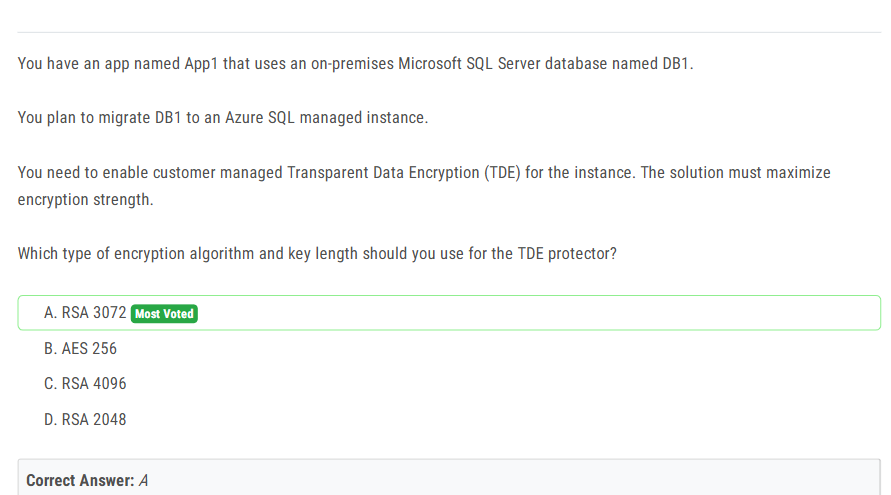 You have an app named App1 that uses an on-premises Microsoft SQL Server database named DB1.
You plan to migrate DB1 to an Azure SQL managed instance.
You need to enable customer managed Transparent Data Encryption (TDE) for the instance. The solution must maximize
encryption strength.
Which type of encryption algorithm and key length should you use for the TDE protector?
A. RSA 3072 Most Voted
B. AES 256
C. RSA 4096
D. RSA 2048
Correct Answer: A